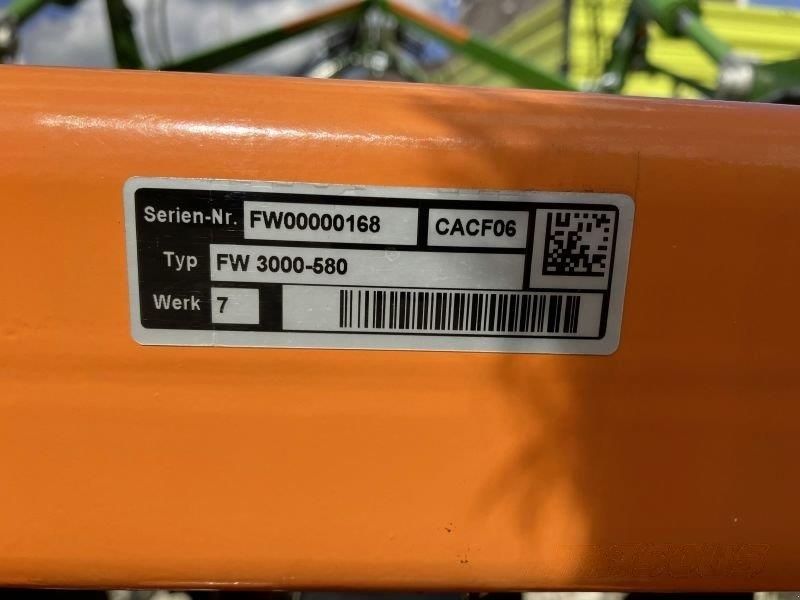 Serien-Nr. FW00000168 CACF06
Typ FW 3000-580
Werk 7